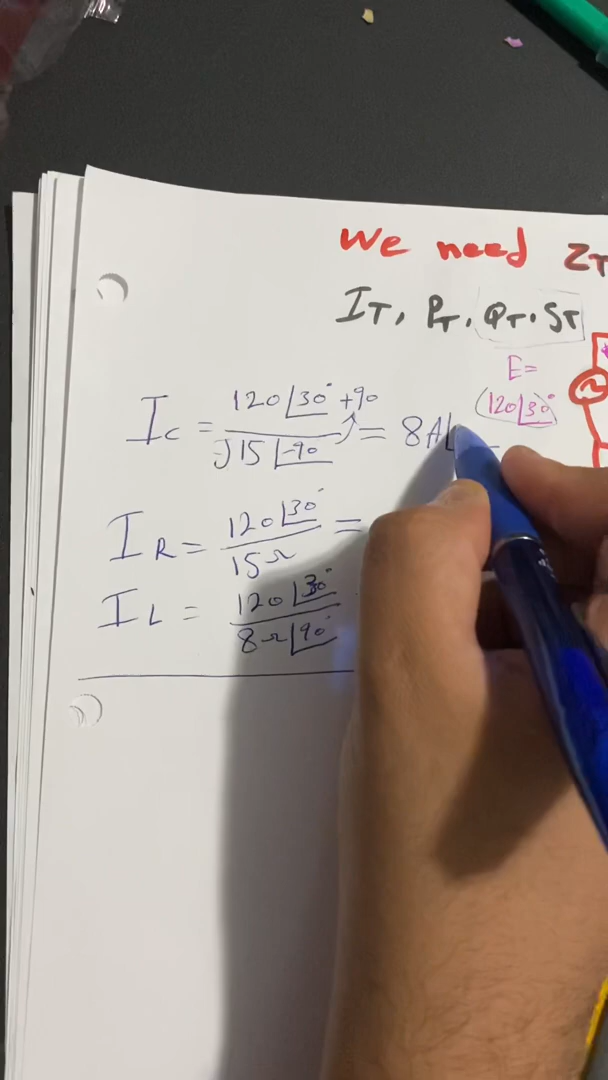 We need ZT
IT, PT, QT, ST
E=
120∠30°
IC = 120∠30° +90 / J15∠-90 = 8A∠
IR = 120∠30° / 15Ω =
IL = 120∠30° / 8Ω∠90°